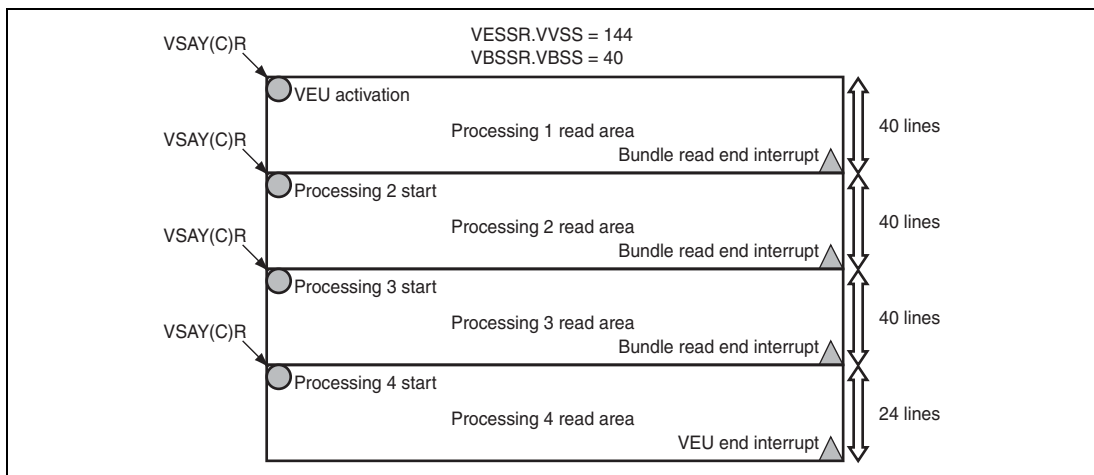 VESSR.VVSS = 144
VBSSR.VBSS = 40
VSAY(C)R
VEU activation
Processing 1 read area
Bundle read end interrupt
40 lines
VSAY(C)R
Processing 2 start
Processing 2 read area
Bundle read end interrupt
40 lines
VSAY(C)R
Processing 3 start
Processing 3 read area
Bundle read end interrupt
40 lines
VSAY(C)R
Processing 4 start
Processing 4 read area
VEU end interrupt
24 lines